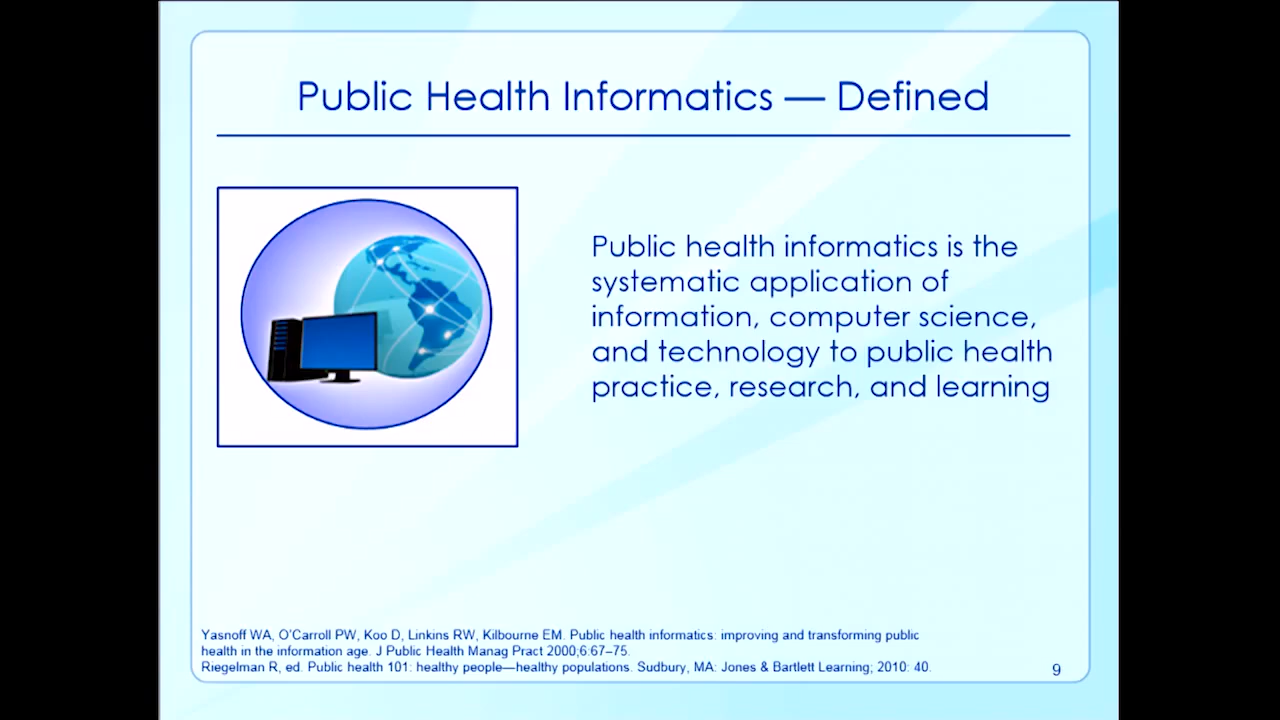 Public Health Informatics — Defined
Public health informatics is the
systematic application of
information, computer science,
and technology to public health
practice, research, and learning
Yasnoff WA, O'Carroll PW, Koo D, Linkins RW, Kilbourne EM. Public health informatics: improving and transforming public
health in the information age. J Public Health Manag Pract 2000;6:67–75.
Riegelman R, ed. Public health 101: healthy people—healthy populations. Sudbury, MA: Jones & Bartlett Learning; 2010: 40.
9